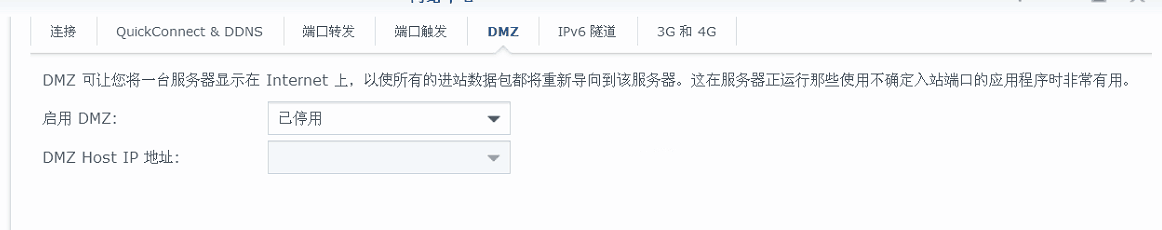 连接 QuickConnect & DDNS 端口转发 端口触发 DMZ IPv6 隧道 3G 和 4G
DMZ 可让您将一台服务器显示在 Internet 上，以使所有的进站数据包都将重新导向到该服务器。这在服务器正运行那些使用不确定入站端口的应用程序时非常有用。
启用 DMZ: 已停用
DMZ Host IP 地址: